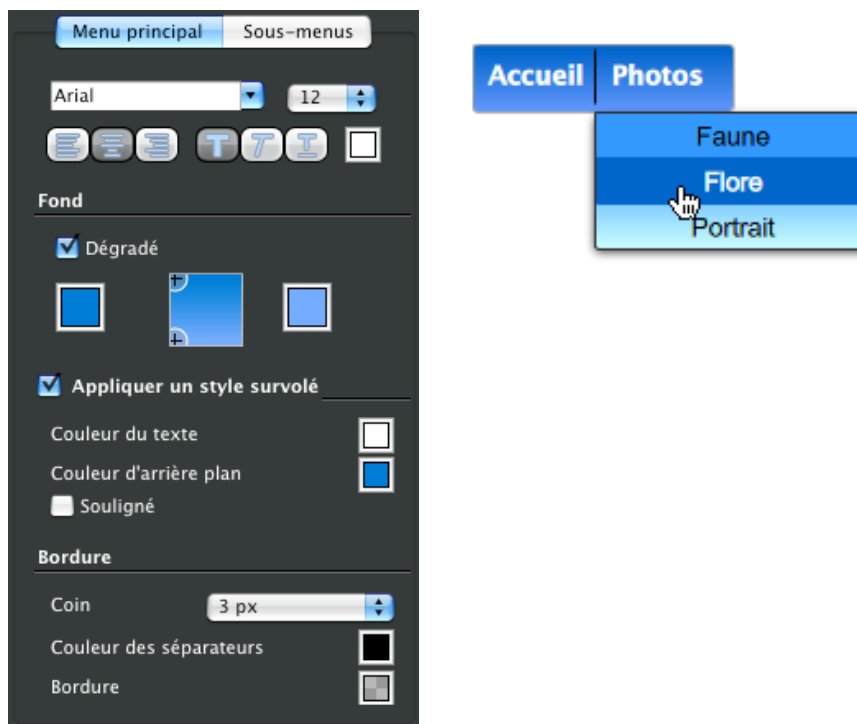 Menu principal Sous-menus
Arial 12
T T T
Fond
Dégradé
Appliquer un style survolé
Couleur du texte
Couleur d'arrière plan
Souligné
Bordure
Coin 3 px
Couleur des séparateurs
Bordure
Accueil Photos
Faune
Flore
Portrait